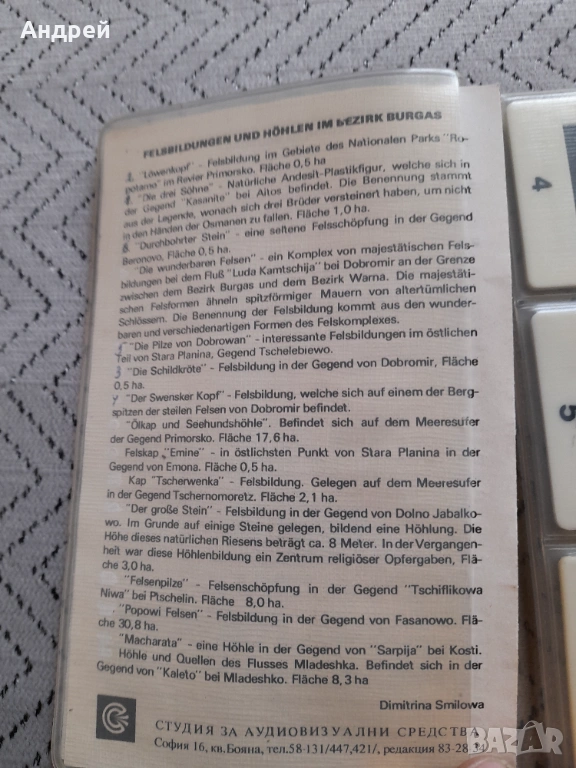 Андрей
FELSBILDUNGEN UND HÖHLEN IM BEZIRK BURGAS
"Löwenkopf" - Felsbildung im Gebiete des Nationalen Parks "Ro-
potamo" im Revier Primorsko. Fläche 0,5 ha
"Die drei Söhne" - Natürliche Andesit-Plastikfigur, welche sich in
der Gegend "Kasanite" bei Aitos befindet. Die Benennung stammt
aus der Legende, wonach sich drei Brüder versteinert haben, um nicht
in den Händen der Osmanen zu fallen. Fläche 1,0 ha.
"Durchbohrter Stein" - eine seltene Felsschöpfung in der Gegend
Beronovo, Fläche 0,5 ha.
"Die wunderbaren Felsen" - ein Komplex von majestätischen Fels-
bildungen bei dem Fluß "Luda Kamtschija" bei Dobromir an der Grenze
zwischen dem Bezirk Burgas und dem Bezirk Warna. Die majestäti-
schen Felsformen ähneln spitzförmiger Mauern von altertümlichen
Schlössern. Die Benennung der Felsbildung kommt aus den wunder-
baren und verschiedenartigen Formen des Felskomplexes.
1 "Die Pilze von Dobrowan" - interessante Felsbildungen im östlichen
Teil von Stara Planina, Gegend Tschelebiewo.
3 "Die Schildkröte" - Felsbildung in der Gegend von Dobromir, Fläche
0,5 ha.
"Der Swensker Kopf" - Felsbildung, welche sich auf einem der Berg-
spitzen der steilen Felsen von Dobromir befindet.
"Ölkap und Seehundshöhle". Befindet sich auf dem Meeresufer
der Gegend Primorsko. Fläche 17,6 ha.
Felskap "Emine" - in östlichsten Punkt von Stara Planina in der
Gegend von Emona. Fläche 0,5 ha.
Kap "Tscherwenka" - Felsbildung. Gelegen auf dem Meeresufer
in der Gegend Tschernomoretz. Fläche 2,1 ha.
"Der große Stein" - Felsbildung in der Gegend von Dolno Jabalko-
wo. Im Grunde auf einige Steine gelegen, bildend eine Höhlung. Die
Höhe dieses natürlichen Riesens beträgt ca. 8 Meter. In der Vergangen-
heit war diese Höhlenbildung ein Zentrum religiöser Opfergaben, Flä-
che 3,0 ha.
"Felsenpilze" - Felsenschöpfung in der Gegend "Tschiflikowa
Niwa" bei Ptschelin. Fläche 8,0 ha.
"Popowi Felsen" - Felsbildung in der Gegend von Fasanowo. Flä-
che 30,8 ha.
"Macharata" - eine Höhle in der Gegend von "Sarpija" bei Kosti.
Höhle und Quellen des Flusses Mladeshka. Befindet sich in der
Gegend von "Kaleto" bei Mladeshko. Fläche 8,3 ha
Dimitrina Smilowa
СТУДИЯ ЗА АУДИОВИЗУАЛНИ СРЕДСТВА
София 16, кв.Бояна, тел.58-131/447,421/, редакция 83-28-34
4
5
BAZAR